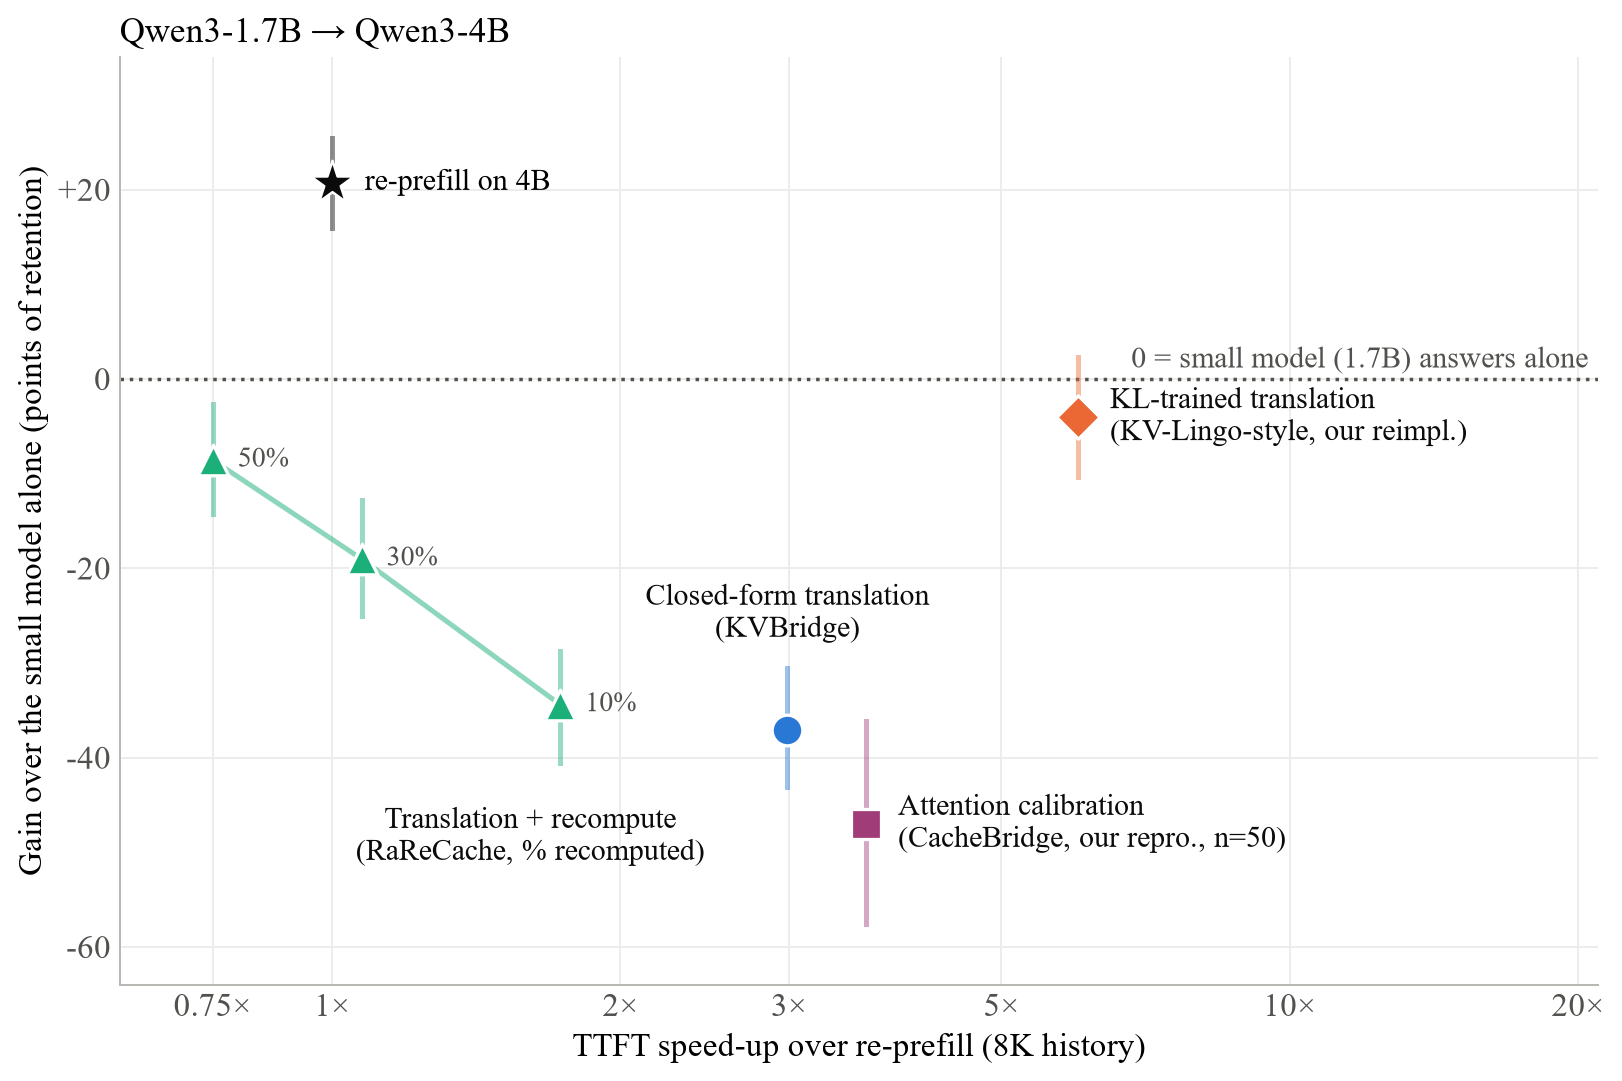 Qwen3-1.7B → Qwen3-4B
Gain over the small model alone (points of retention)
+20
0
-20
-40
-60
re-prefill on 4B
0 = small model (1.7B) answers alone
KL-trained translation
(KV-Lingo-style, our reimpl.)
50%
30%
10%
Closed-form translation
(KVBridge)
Translation + recompute
(RaReCache, % recomputed)
Attention calibration
(CacheBridge, our repro., n=50)
0.75×
1×
2×
3×
5×
10×
20×
TTFT speed-up over re-prefill (8K history)